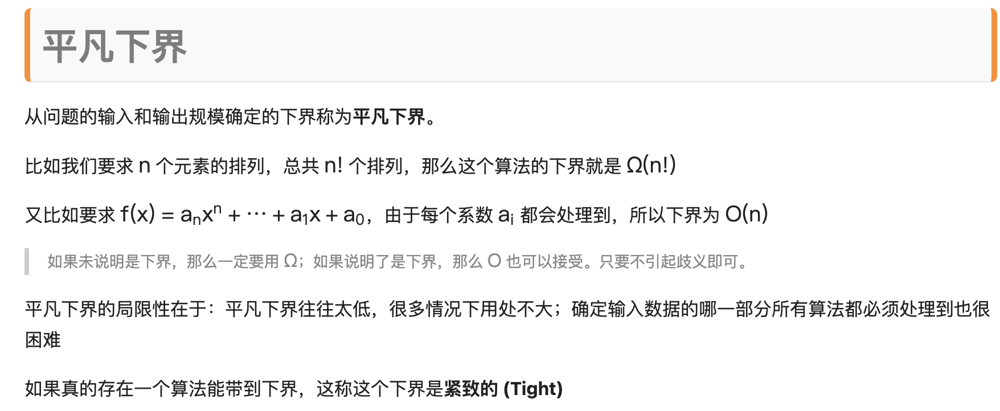 平凡下界
从问题的输入和输出规模确定的下界称为平凡下界。
比如我们要求 n 个元素的排列，总共 n! 个排列，那么这个算法的下界就是 Ω(n!)
又比如要求 f(x) = aₙxⁿ + ⋯ + a₁x + a₀，由于每个系数 aᵢ 都会处理到，所以下界为 O(n)
如果未说明是下界，那么一定要用 Ω；如果说明了是下界，那么 O 也可以接受。只要不引起歧义即可。
平凡下界的局限性在于：平凡下界往往太低，很多情况下用处不大；确定输入数据的哪一部分所有算法都必须处理到也很
困难
如果真的存在一个算法能带到下界，这称这个下界是紧致的 (Tight)